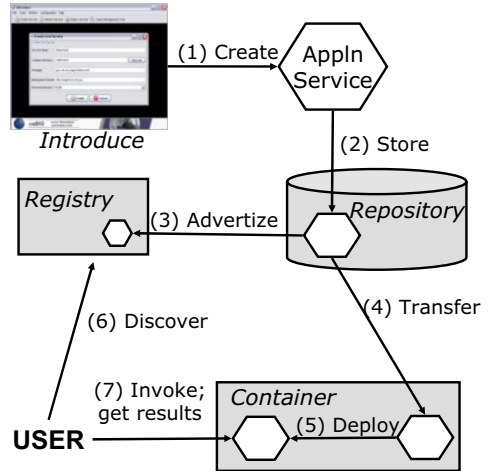 (1) Create
Appln
Service
Introduce
(2) Store
Registry
Repository
(3) Advertize
(4) Transfer
(6) Discover
(7) Invoke;
get results
Container
(5) Deploy
USER